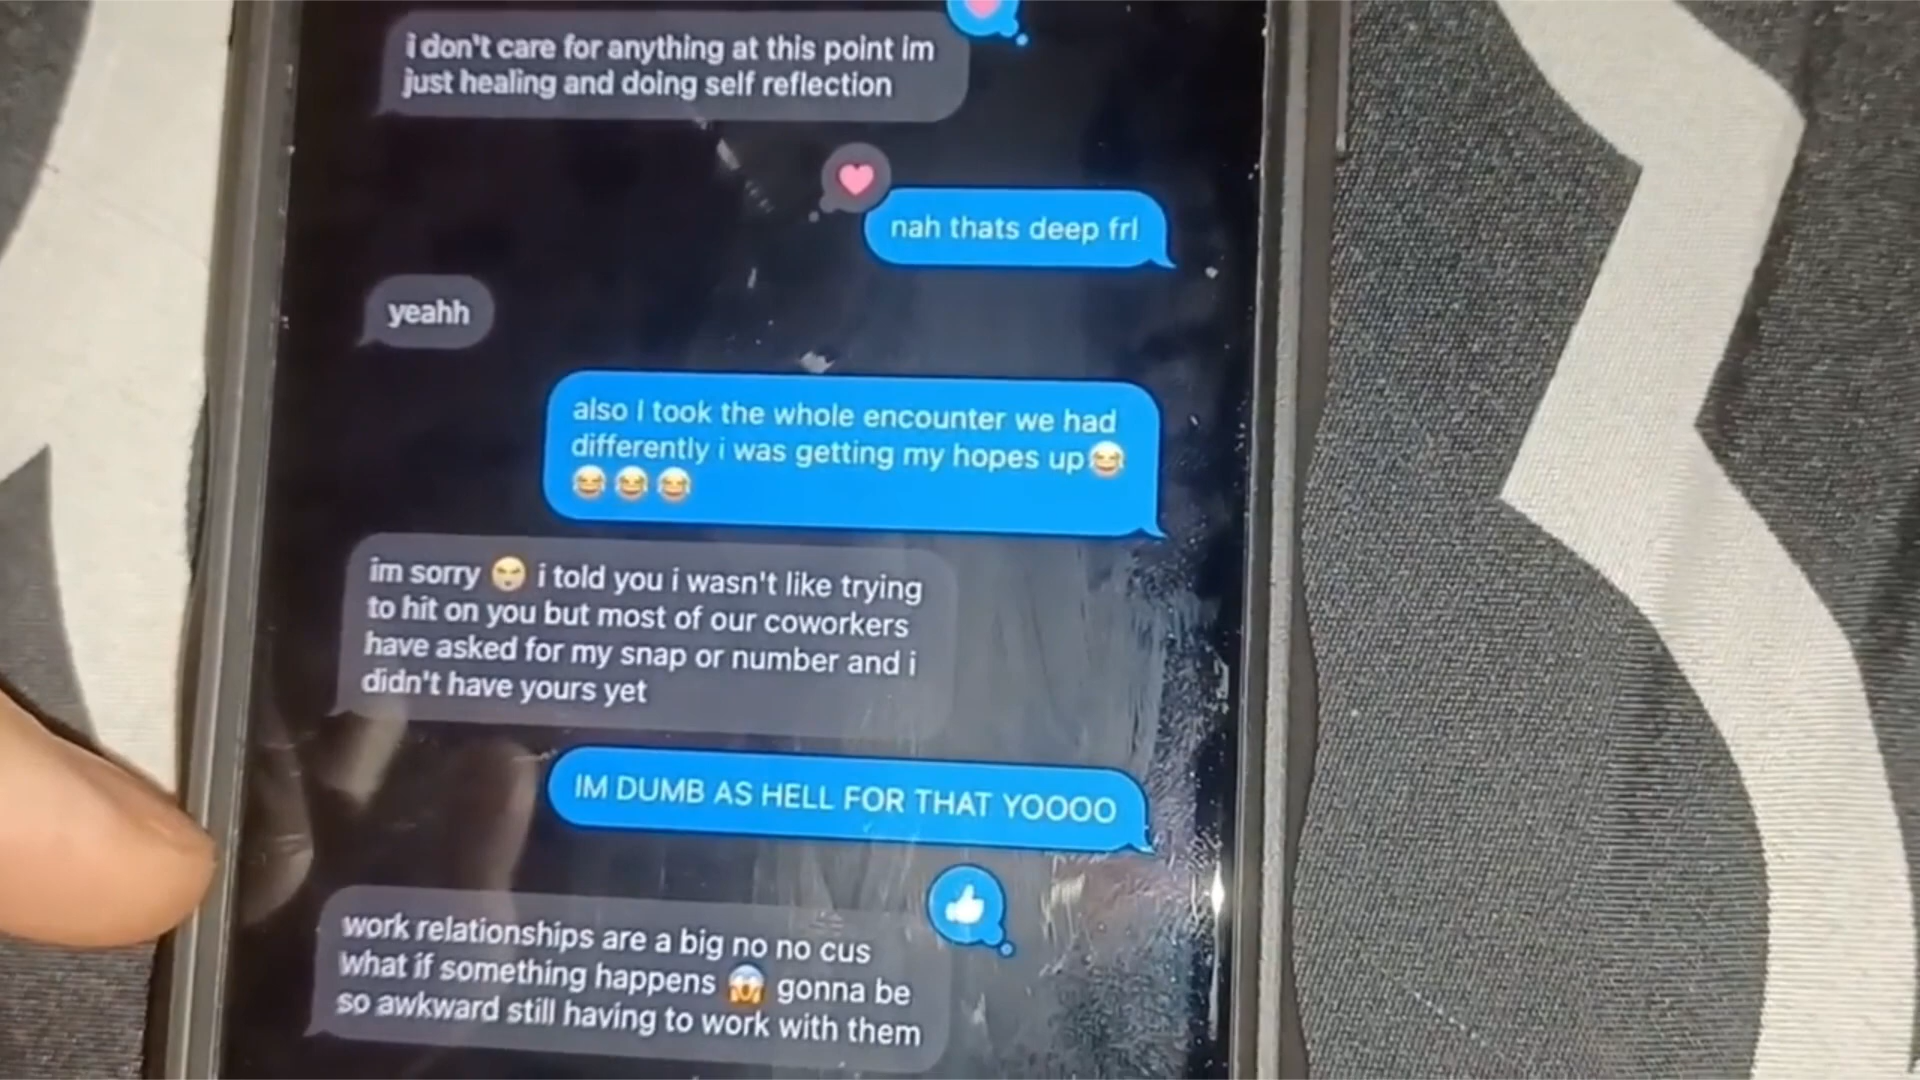 i don't care for anything at this point im
just healing and doing self reflection
nah thats deep frl
yeahh
also I took the whole encounter we had
differently i was getting my hopes up😂
😂😂😂
im sorry 😭 i told you i wasn't like trying
to hit on you but most of our coworkers
have asked for my snap or number and i
didn't have yours yet
IM DUMB AS HELL FOR THAT YOOOO
work relationships are a big no no cus
what if something happens 😱 gonna be
so awkward still having to work with them